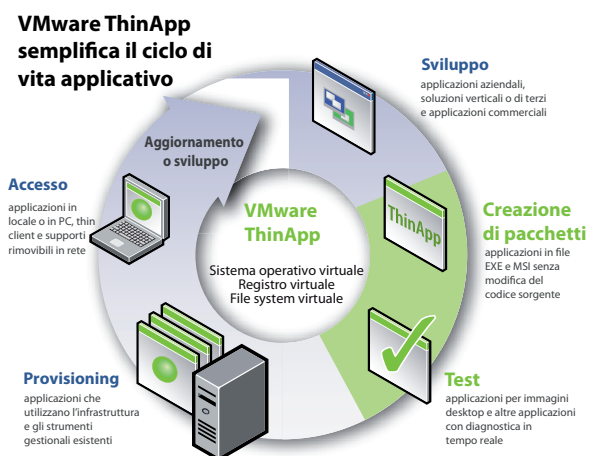 VMware ThinApp
semplifica il ciclo di
vita applicativo
Sviluppo
applicazioni aziendali,
soluzioni verticali o di terzi
e applicazioni commerciali
Aggiornamento
o sviluppo
Accesso
applicazioni in
locale o in PC, thin
client e supporti
rimovibili in rete
VMware
ThinApp
Sistema operativo virtuale
Registro virtuale
File system virtuale
ThinApp
Creazione
di pacchetti
applicazioni in file
EXE e MSI senza
modifica del
codice sorgente
Provisioning
applicazioni che
utilizzano l'infrastruttura
e gli strumenti
gestionali esistenti
Test
applicazioni per immagini
desktop e altre applicazioni
con diagnostica in
tempo reale